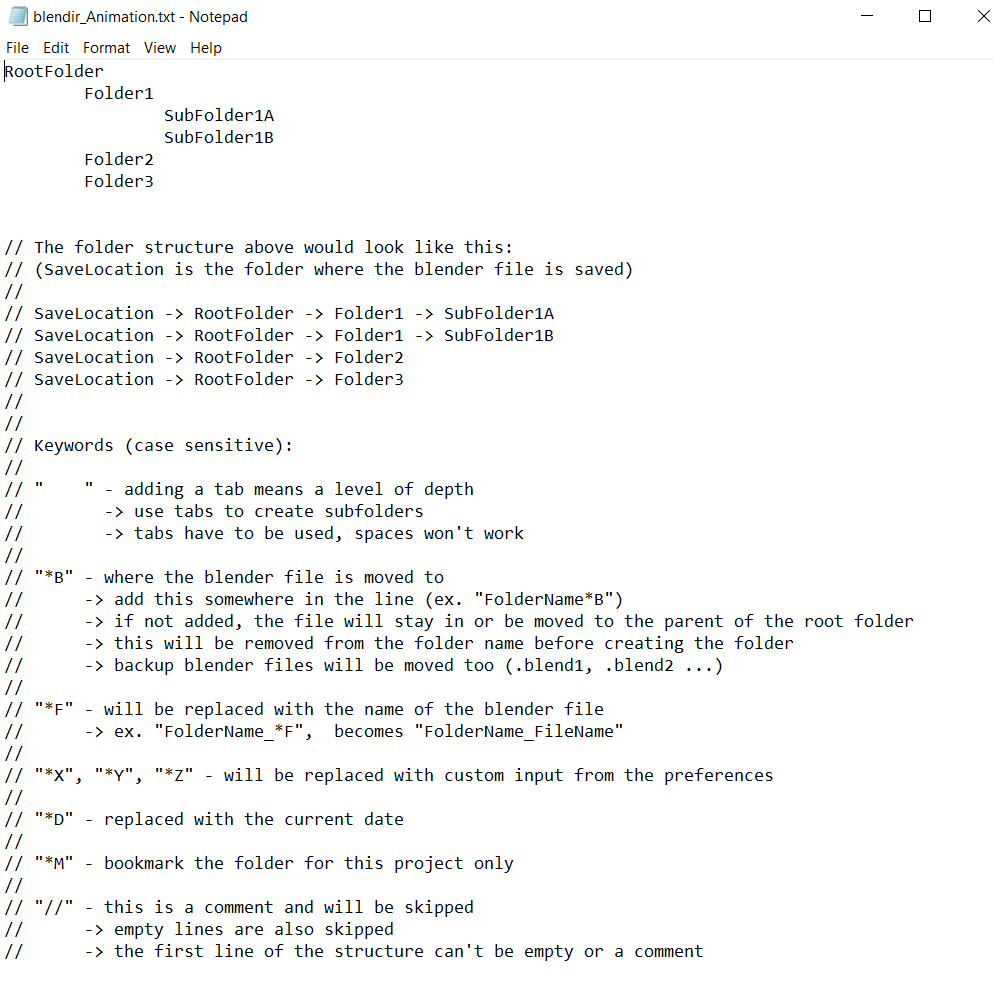 blendir_Animation.txt - Notepad
File Edit Format View Help
RootFolder
	Folder1
		SubFolder1A
		SubFolder1B
	Folder2
	Folder3
// The folder structure above would look like this:
// (SaveLocation is the folder where the blender file is saved)
//
// SaveLocation -> RootFolder -> Folder1 -> SubFolder1A
// SaveLocation -> RootFolder -> Folder1 -> SubFolder1B
// SaveLocation -> RootFolder -> Folder2
// SaveLocation -> RootFolder -> Folder3
//
//
// Keywords (case sensitive):
//
// "    " - adding a tab means a level of depth
//        -> use tabs to create subfolders
//        -> tabs have to be used, spaces won't work
//
// "*B" - where the blender file is moved to
//      -> add this somewhere in the line (ex. "FolderName*B")
//      -> if not added, the file will stay in or be moved to the parent of the root folder
//      -> this will be removed from the folder name before creating the folder
//      -> backup blender files will be moved too (.blend1, .blend2 ...)
//
// "*F" - will be replaced with the name of the blender file
//      -> ex. "FolderName_*F",  becomes "FolderName_FileName"
//
// "*X", "*Y", "*Z" - will be replaced with custom input from the preferences
//
// "*D" - replaced with the current date
//
// "*M" - bookmark the folder for this project only
//
// "//" - this is a comment and will be skipped
//      -> empty lines are also skipped
//      -> the first line of the structure can't be empty or a comment